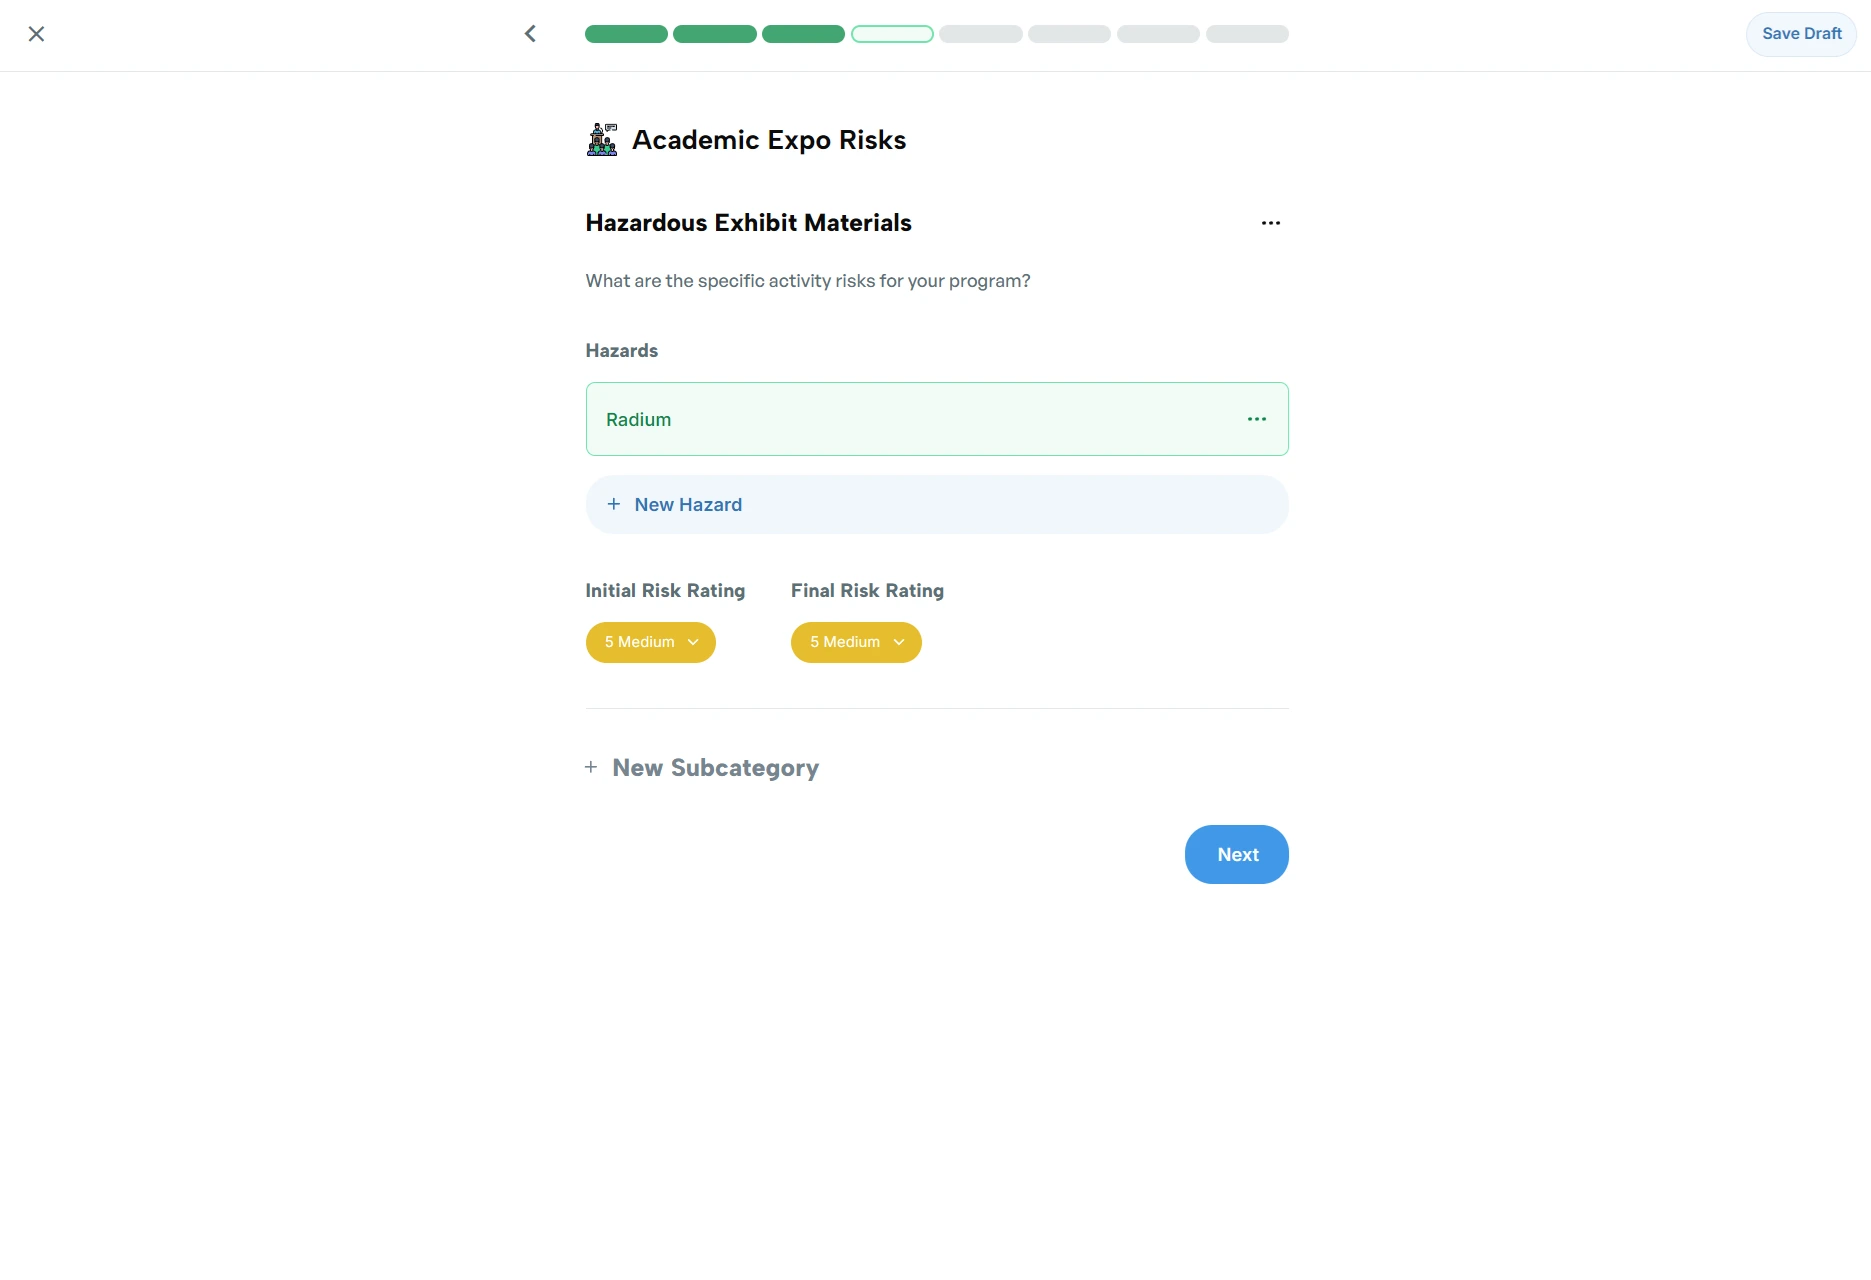 Save Draft
Academic Expo Risks
Hazardous Exhibit Materials
What are the specific activity risks for your program?
Hazards
Radium
New Hazard
Initial Risk Rating
Final Risk Rating
5 Medium
5 Medium
New Subcategory
Next